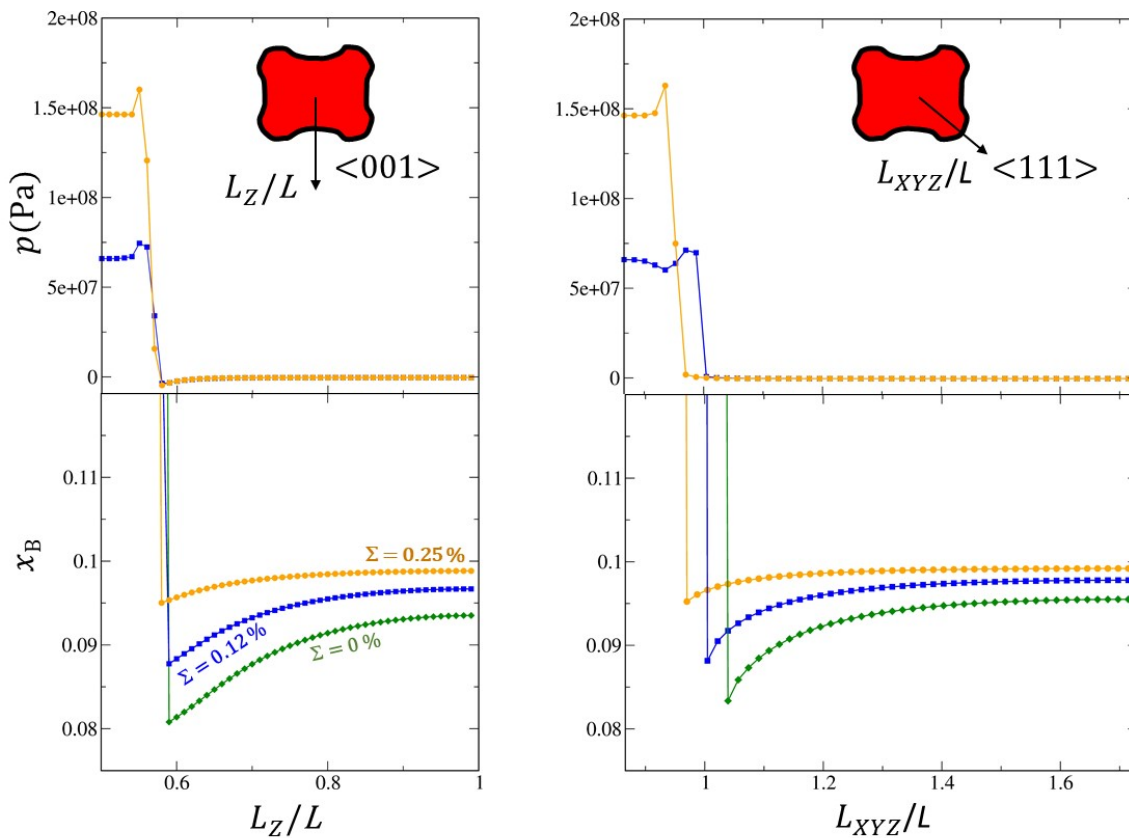 2e+08
1.5e+08
1e+08
5e+07
0
p(Pa)
<001>
L_Z/L
2e+08
1.5e+08
1e+08
5e+07
0
L_XYZ/L <111>
0.11
0.1
0.09
0.08
x_B
Σ = 0.25 %
Σ = 0.12 %
Σ = 0 %
0.6
0.8
1
L_Z/L
0.11
0.1
0.09
0.08
1
1.2
1.4
1.6
L_XYZ/L